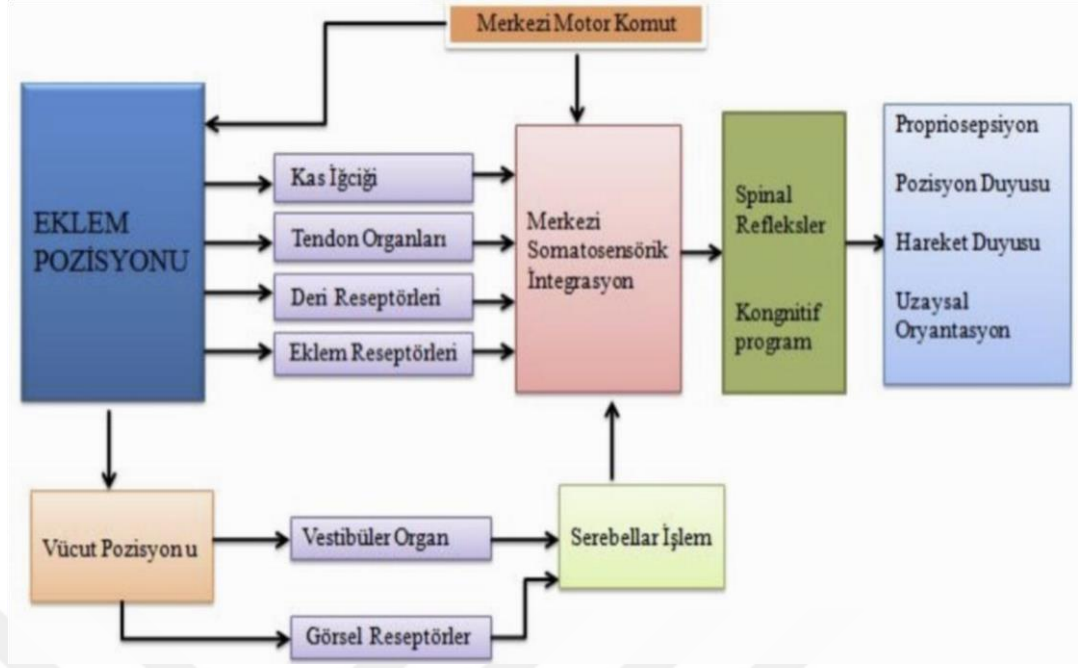 Merkezi Motor Komut
EKLEM
POZİSYONU
Kas İğciği
Tendon Organları
Deri Reseptörleri
Eklem Reseptörleri
Merkezi
Somatosensörik
İntegrasyon
Spinal
Refleksler
Kongnitif
program
Propriosepsiyon
Pozisyon Duyusu
Hareket Duyusu
Uzaysal
Oryantasyon
Vücut Pozisyonu
Vestibüler Organ
Görsel Reseptörler
Serebellar İşlem